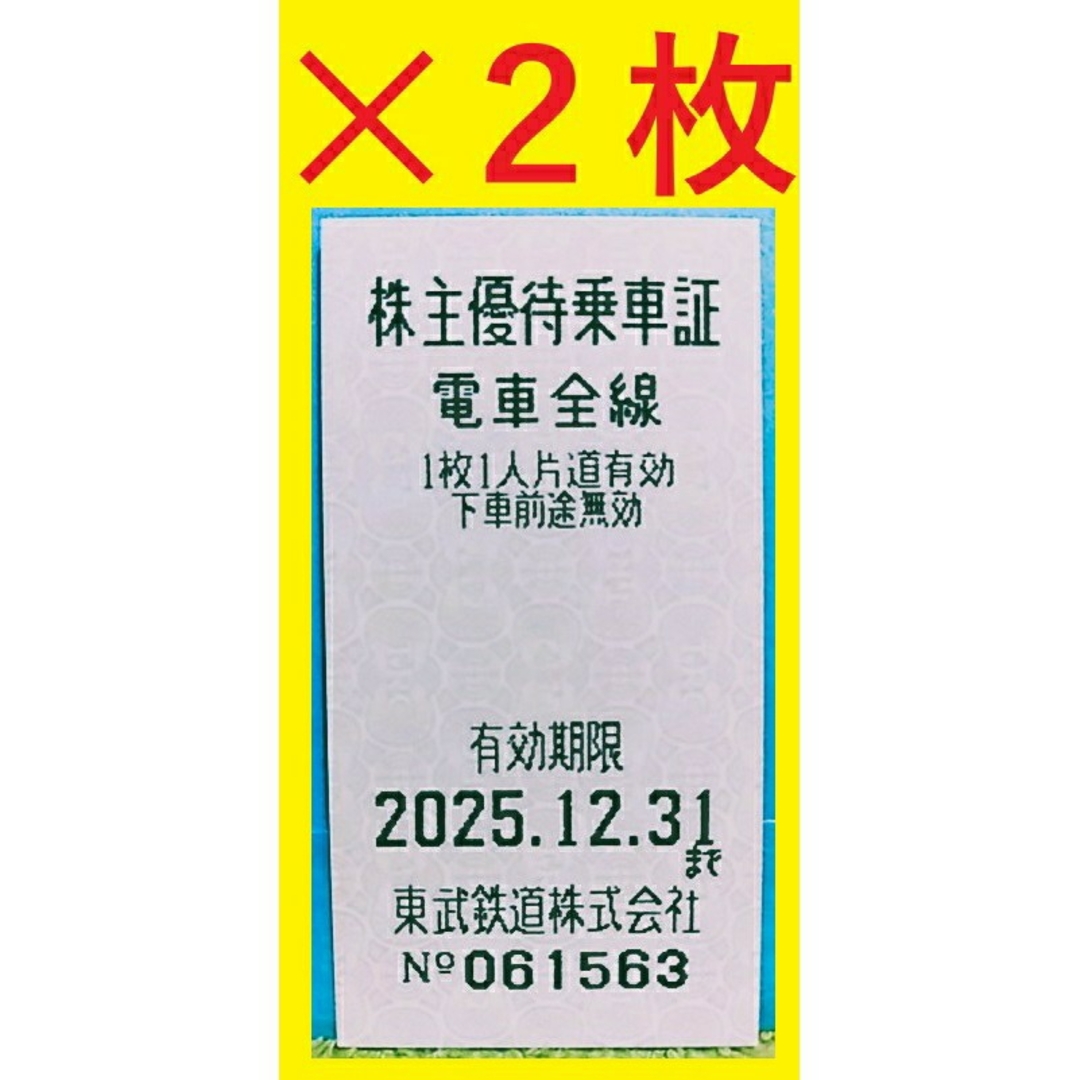 ×2枚
株主優待乗車証
電車全線
1枚1人片道有効
下車前途無効
有効期限
2025.12.31
まで
東武鉄道株式会社
Nº061563